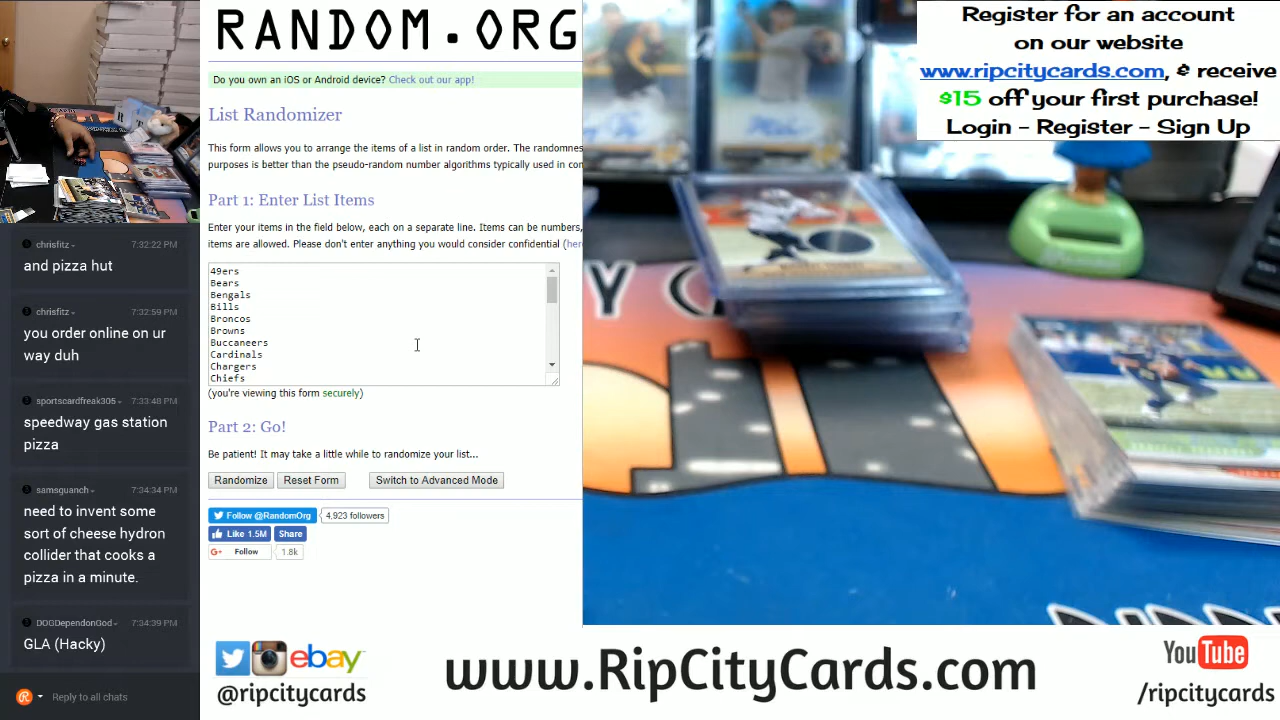 RANDOM.ORG
Do you own an iOS or Android device? Check out our app!
List Randomizer
This form allows you to arrange the items of a list in random order. The randomnes
purposes is better than the pseudo-random number algorithms typically used in con
Part 1: Enter List Items
Enter your items in the field below, each on a separate line. Items can be numbers,
items are allowed. Please don't enter anything you would consider confidential (her
49ers
Bears
Bengals
Bills
Broncos
Browns
Buccaneers
Cardinals
Chargers
Chiefs
(you're viewing this form securely)
Part 2: Go!
Be patient! It may take a little while to randomize your list...
Randomize Reset Form Switch to Advanced Mode
Follow @RandomOrg 4,923 followers
Like 1.5M Share
G+ Follow 1.8k
chrisfitz 7:32:22 PM
and pizza hut
chrisfitz 7:32:59 PM
you order online on ur
way duh
sportscardfreak305 7:33:48 PM
speedway gas station
pizza
samsguanch 7:34:34 PM
need to invent some
sort of cheese hydron
collider that cooks a
pizza in a minute.
DOGDependonGod 7:34:39 PM
GLA (Hacky)
Reply to all chats
Register for an account
on our website
www.ripcitycards.com, & receive
$15 off your first purchase!
Login - Register - Sign Up
ebay
@ripcitycards
www.RipCityCards.com
YouTube
/ripcitycards